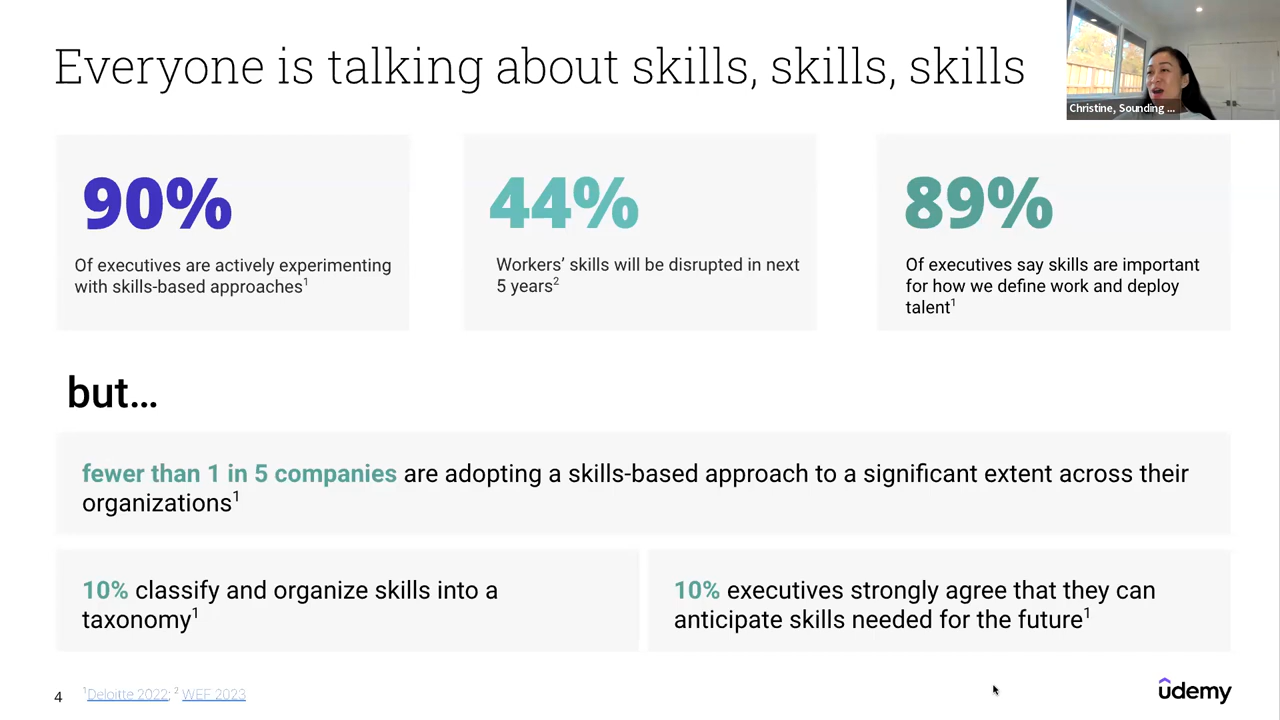 Everyone is talking about skills, skills, skills
Christine, Sounding ...
90%
Of executives are actively experimenting
with skills-based approaches¹
44%
Workers’ skills will be disrupted in next
5 years²
89%
Of executives say skills are important
for how we define work and deploy
talent¹
but...
fewer than 1 in 5 companies are adopting a skills-based approach to a significant extent across their
organizations¹
10% classify and organize skills into a
taxonomy¹
10% executives strongly agree that they can
anticipate skills needed for the future¹
4
¹Deloitte 2022; ² WEF 2023
udemy